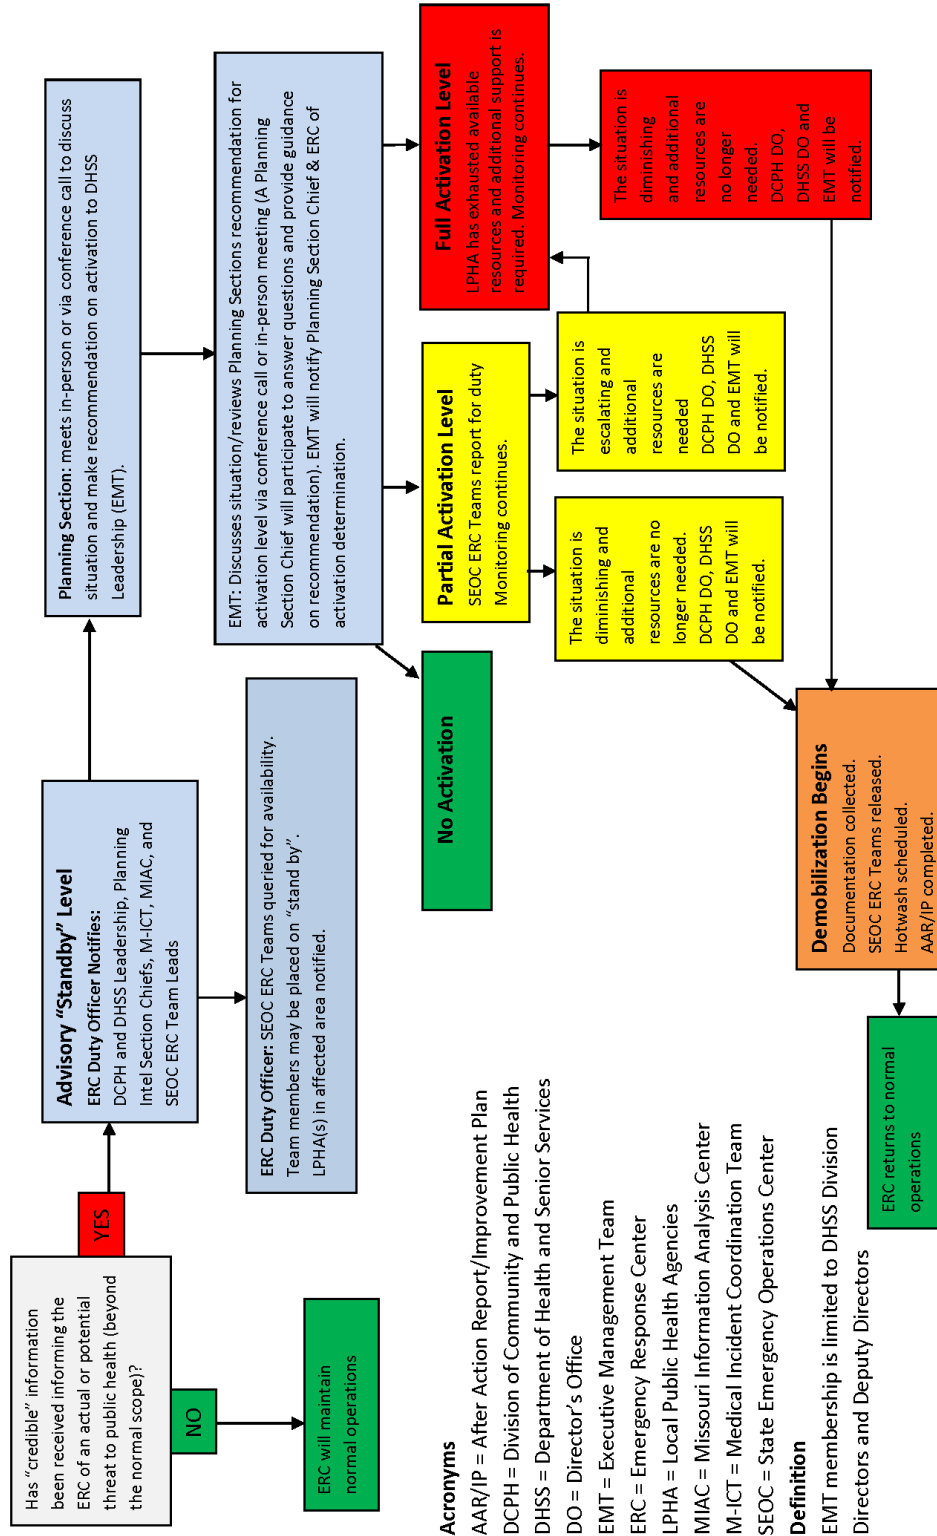 Has “credible” information
been received informing the
ERC of an actual or potential
threat to public health (beyond
the normal scope)?
YES
NO
ERC will maintain
normal operations
Advisory “Standby” Level
ERC Duty Officer Notifies:
DCPH and DHSS Leadership, Planning
Intel Section Chiefs, M-ICT, MIAC, and
SEOC ERC Team Leads
ERC Duty Officer: SEOC ERC Teams queried for availability.
Team members may be placed on “stand by”.
LPHA(s) in affected area notified.
Planning Section: meets in-person or via conference call to discuss
situation and make recommendation on activation to DHSS
Leadership (EMT).
EMT: Discusses situation/reviews Planning Sections recommendation for
activation level via conference call or in-person meeting (A Planning
Section Chief will participate to answer questions and provide guidance
on recommendation). EMT will notify Planning Section Chief & ERC of
activation determination.
No Activation
Partial Activation Level
SEOC ERC Teams report for duty
Monitoring continues.
Full Activation Level
LPHA has exhausted available
resources and additional support is
required. Monitoring continues.
The situation is
diminishing and
additional
resources are no
longer needed.
DCPH DO, DHSS
DO and EMT will
be notified.
The situation is
escalating and
additional
resources are
needed
DCPH DO, DHSS
DO and EMT will
be notified.
The situation is
diminishing
and additional
resources are
no longer
needed.
DCPH DO,
DHSS DO and
EMT will be
notified.
Demobilization Begins
Documentation collected.
SEOC ERC Teams released.
Hotwash scheduled.
AAR/IP completed.
ERC returns to normal
operations
Acronyms
AAR/IP = After Action Report/Improvement Plan
DCPH = Division of Community and Public Health
DHSS = Department of Health and Senior Services
DO = Director’s Office
EMT = Executive Management Team
ERC = Emergency Response Center
LPHA = Local Public Health Agencies
MIAC = Missouri Information Analysis Center
M-ICT = Medical Incident Coordination Team
SEOC = State Emergency Operations Center
Definition
EMT membership is limited to DHSS Division
Directors and Deputy Directors